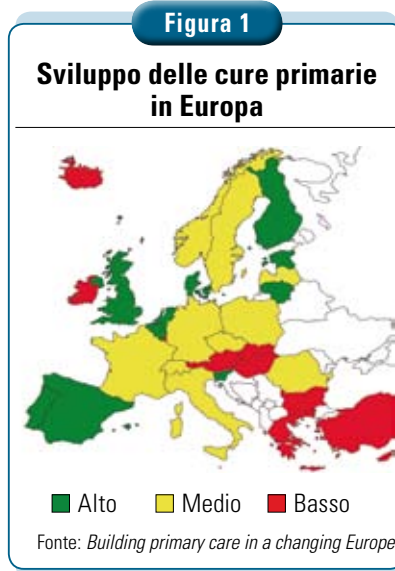 Figura 1
Sviluppo delle cure primarie
in Europa
Alto Medio Basso
Fonte: Building primary care in a changing Europe